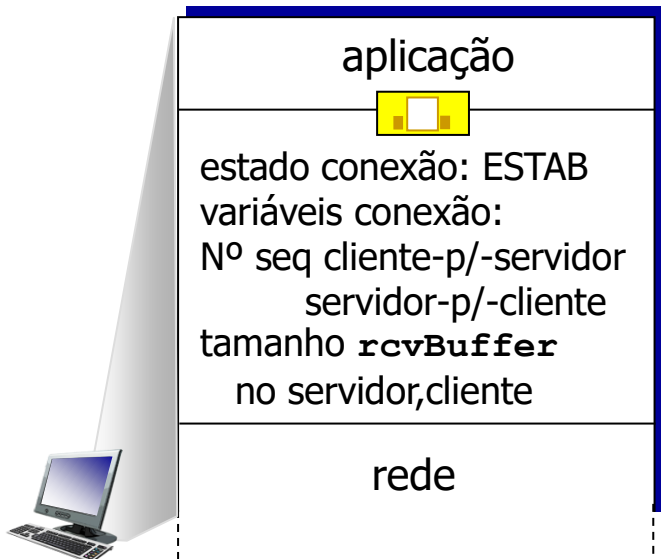 aplicação
estado conexão: ESTAB
variáveis conexão:
Nº seq cliente-p/-servidor
servidor-p/-cliente
tamanho rcvBuffer
no servidor,cliente
rede